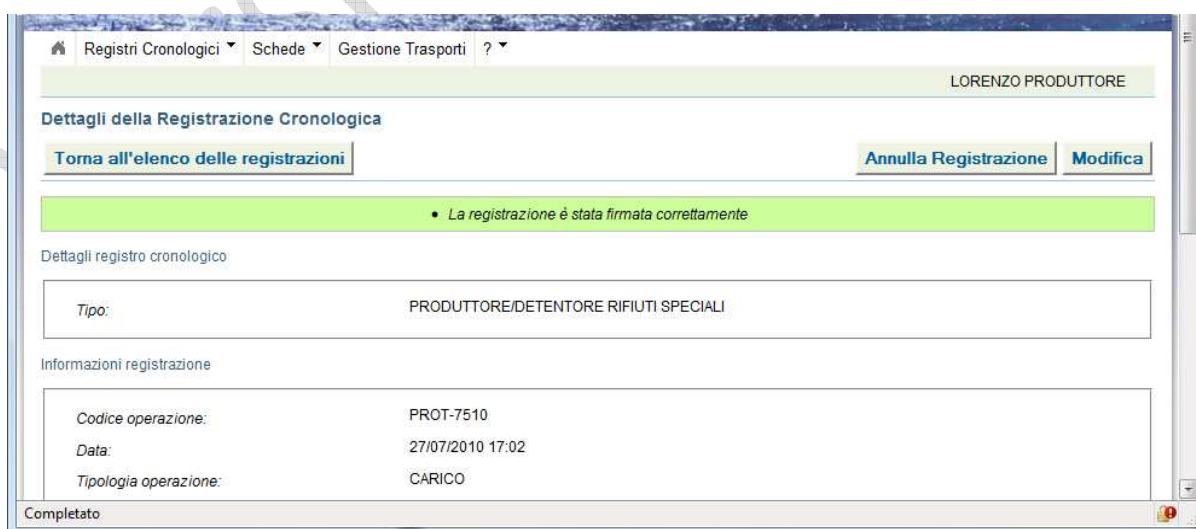 Registri Cronologici Schede Gestione Trasporti ?
LORENZO PRODUTTORE
Dettagli della Registrazione Cronologica
Torna all'elenco delle registrazioni Annulla Registrazione Modifica
• La registrazione è stata firmata correttamente
Dettagli registro cronologico
Tipo: PRODUTTORE/DETENTORE RIFIUTI SPECIALI
Informazioni registrazione
Codice operazione: PROT-7510
Data: 27/07/2010 17:02
Tipologia operazione: CARICO
Completato